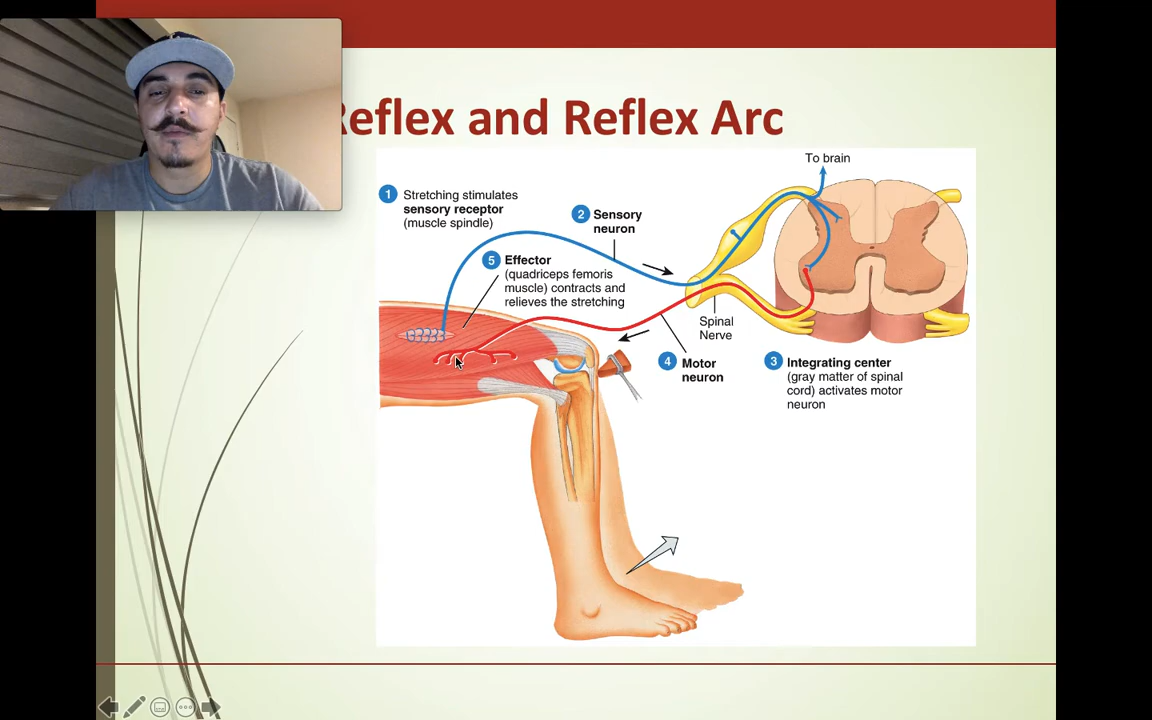 Reflex and Reflex Arc
To brain
1 Stretching stimulates
sensory receptor
(muscle spindle)
2 Sensory
neuron
5 Effector
(quadriceps femoris
muscle) contracts and
relieves the stretching
Spinal
Nerve
4 Motor
neuron
3 Integrating center
(gray matter of spinal
cord) activates motor
neuron